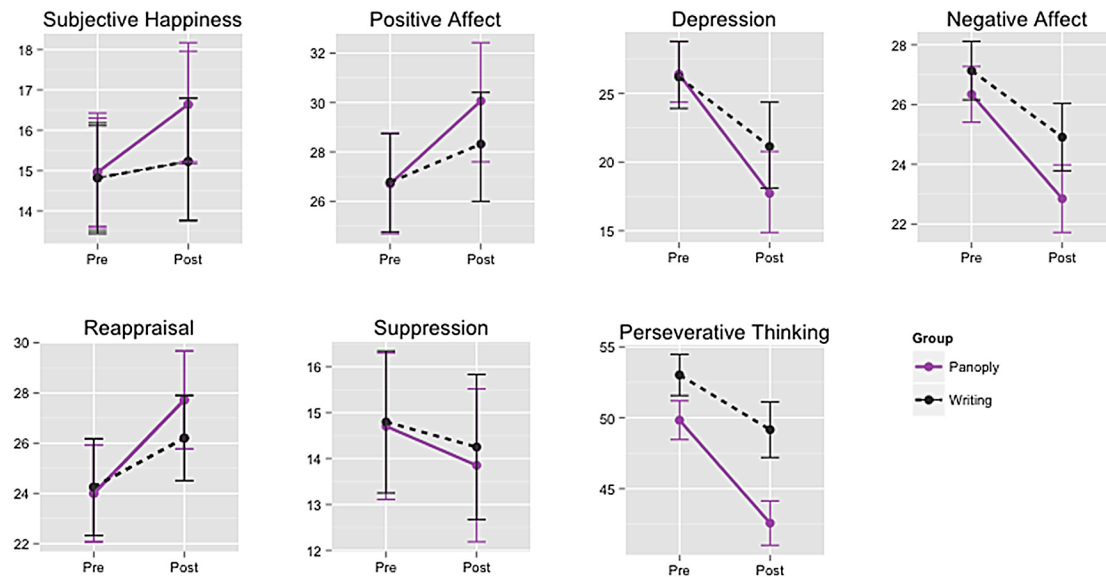 Subjective Happiness
18
17
16
15
14
Pre Post
Positive Affect
32
30
28
26
Pre Post
Depression
25
20
15
Pre Post
Negative Affect
28
26
24
22
Pre Post
Reappraisal
30
28
26
24
22
Pre Post
Suppression
16
15
14
13
12
Pre Post
Perseverative Thinking
55
50
45
Pre Post
Group
Panoply
Writing